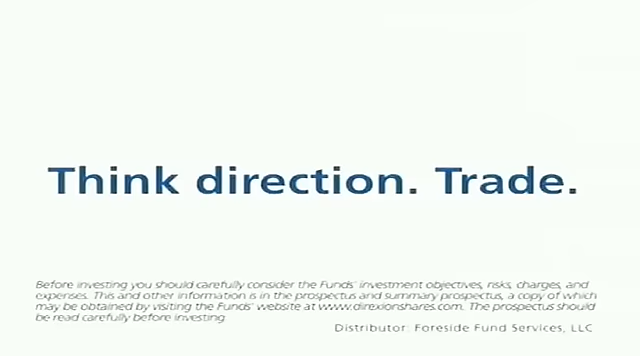 Think direction. Trade.
Before investing you should carefully consider the Funds' investment objectives, risks, charges, and
expenses. This and other information is in the prospectus and summary prospectus, a copy of which
may be obtained by visiting the Funds' website at www.direxionshares.com. The prospectus should
be read carefully before investing
Distributor: Foreside Fund Services, LLC